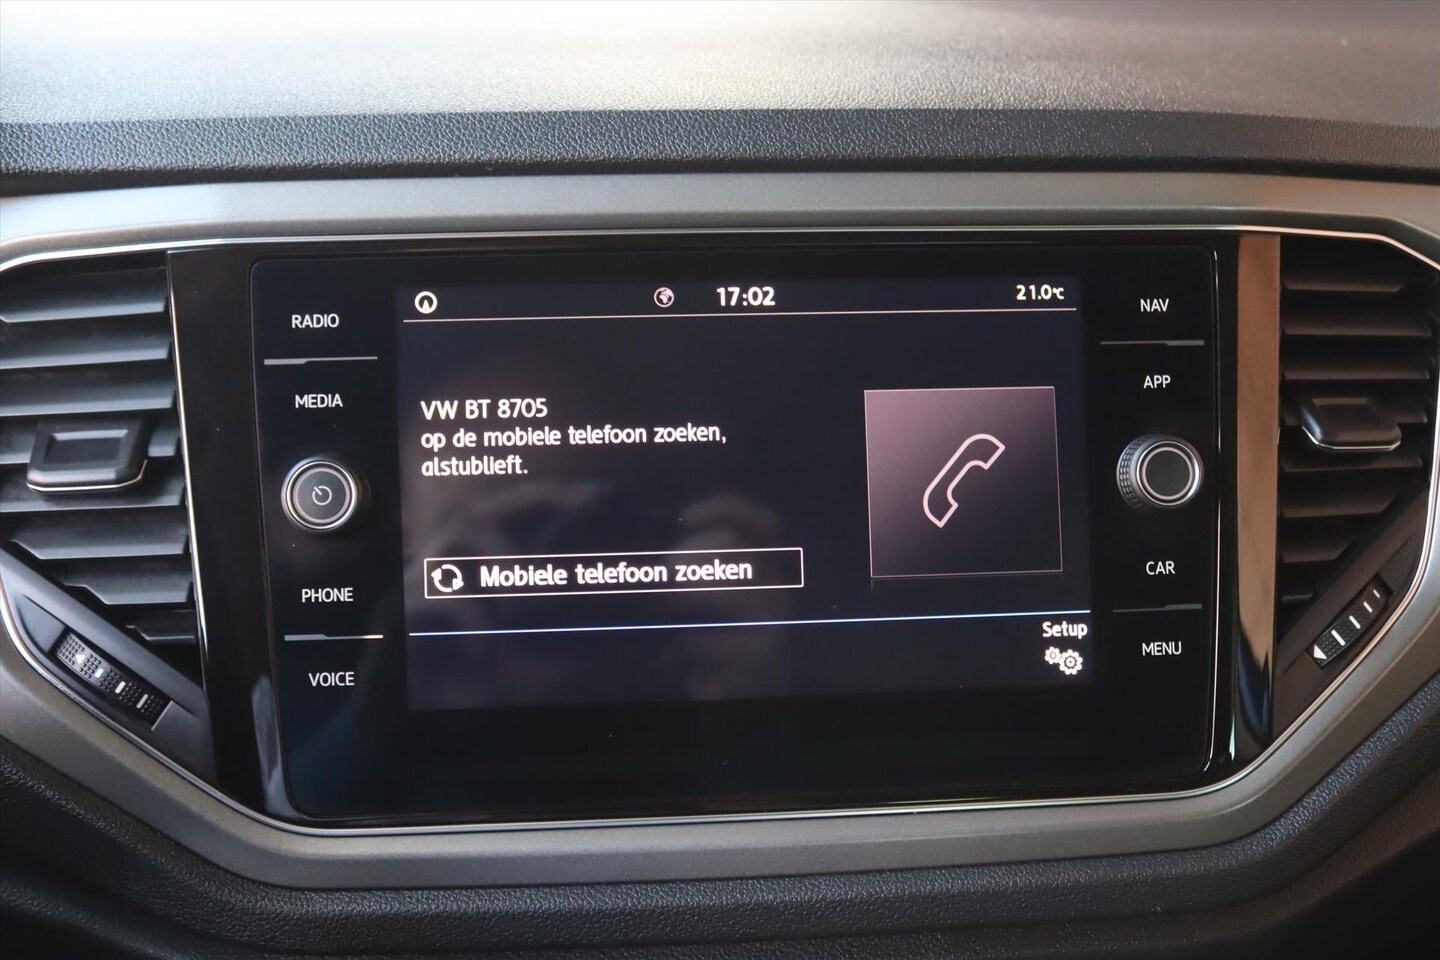 17:02
21.0°C
RADIO
MEDIA
PHONE
VOICE
VW BT 8705
op de mobiele telefoon zoeken,
alstublieft.
Mobiele telefoon zoeken
Setup
NAV
APP
CAR
MENU